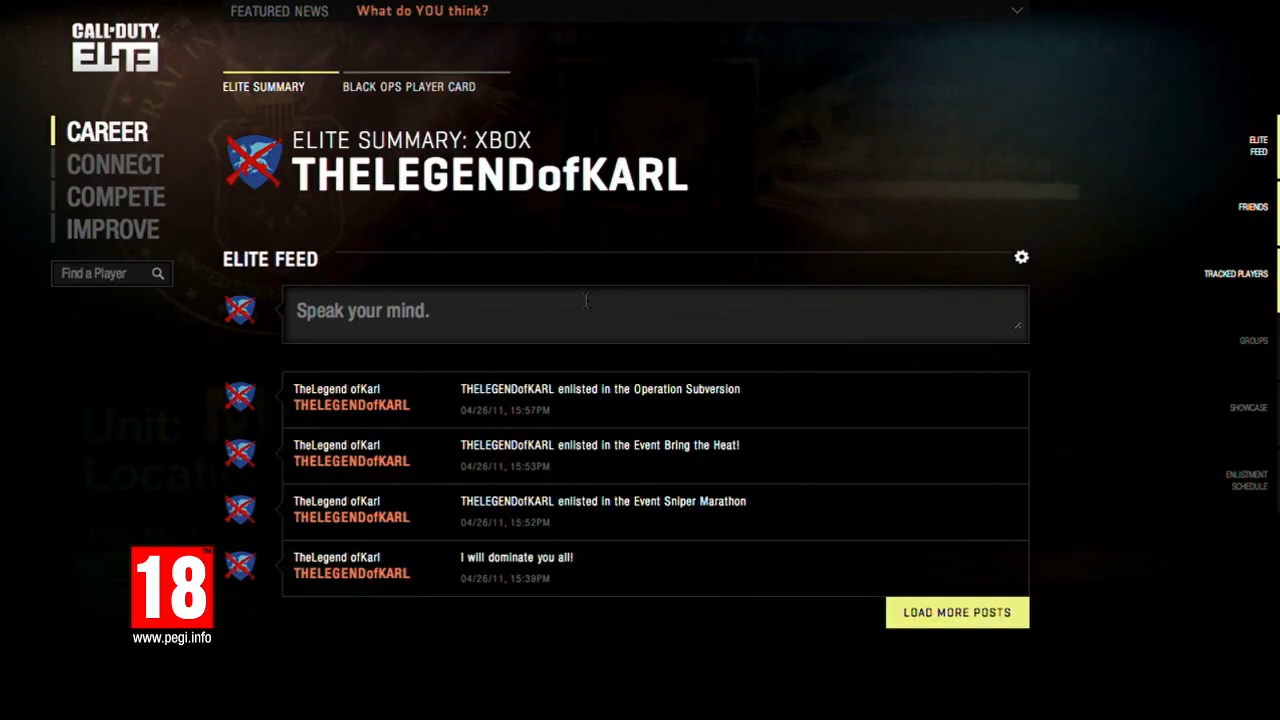 FEATURED NEWS What do YOU think?
CALL OF DUTY.
ELITE
ELITE SUMMARY BLACK OPS PLAYER CARD
CAREER
CONNECT
COMPETE
IMPROVE
Find a Player
ELITE SUMMARY: XBOX
THELEGENDofKARL
ELITE FEED
Speak your mind.
TheLegend ofKarl THELEGENDofKARL enlisted in the Operation Subversion
THELEGENDofKARL 04/26/11, 15:57PM
TheLegend ofKarl THELEGENDofKARL enlisted in the Event Bring the Heat!
THELEGENDofKARL 04/26/11, 15:53PM
TheLegend ofKarl THELEGENDofKARL enlisted in the Event Sniper Marathon
THELEGENDofKARL 04/26/11, 15:52PM
TheLegend ofKarl I will dominate you all!
THELEGENDofKARL 04/26/11, 15:39PM
LOAD MORE POSTS
ELITE
FEED
FRIENDS
TRACKED PLAYERS
GROUPS
SHOWCASE
ENLISTMENT
SCHEDULE
Unit:
Locati
18
www.pegi.info